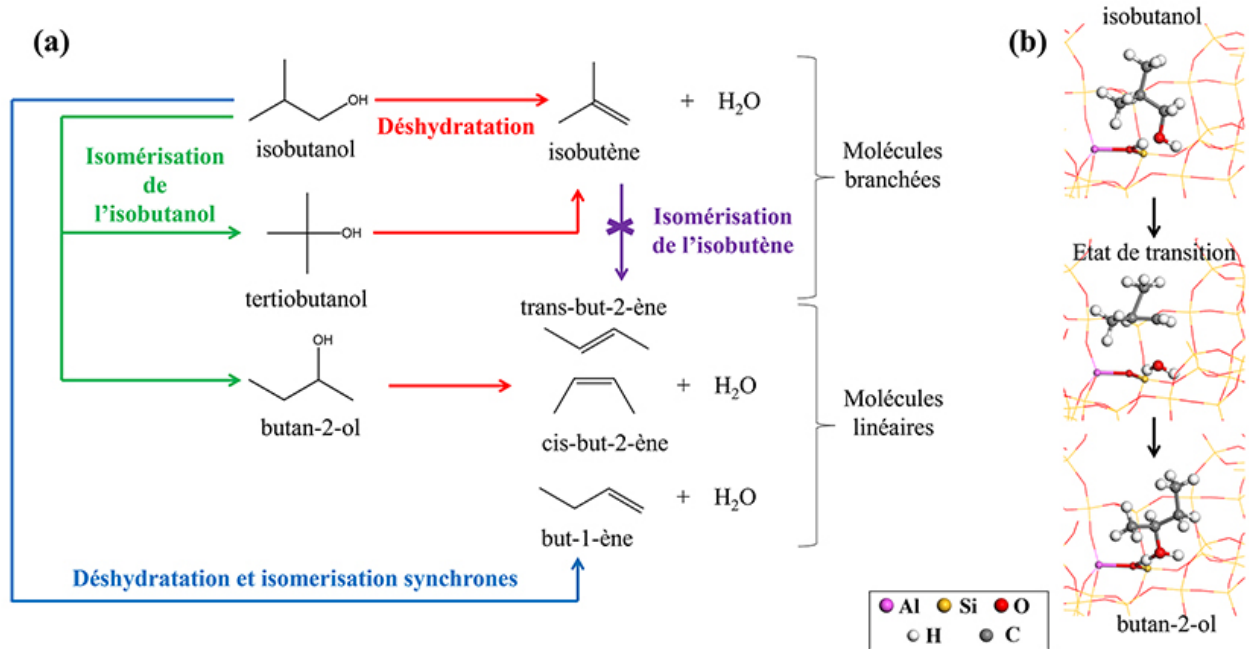 (a)
OH
isobutanol
Déshydratation
isobutène
+ H₂O
Isomérisation
de
l’isobutanol
OH
tertiobutanol
Isomérisation
de l’isobutène
Molécules
branchées
OH
butan-2-ol
trans-but-2-ène
cis-but-2-ène
+ H₂O
but-1-ène
+ H₂O
Molécules
linéaires
Déshydratation et isomerisation synchrones
(b)
isobutanol
Etat de transition
butan-2-ol
Al Si O
H C